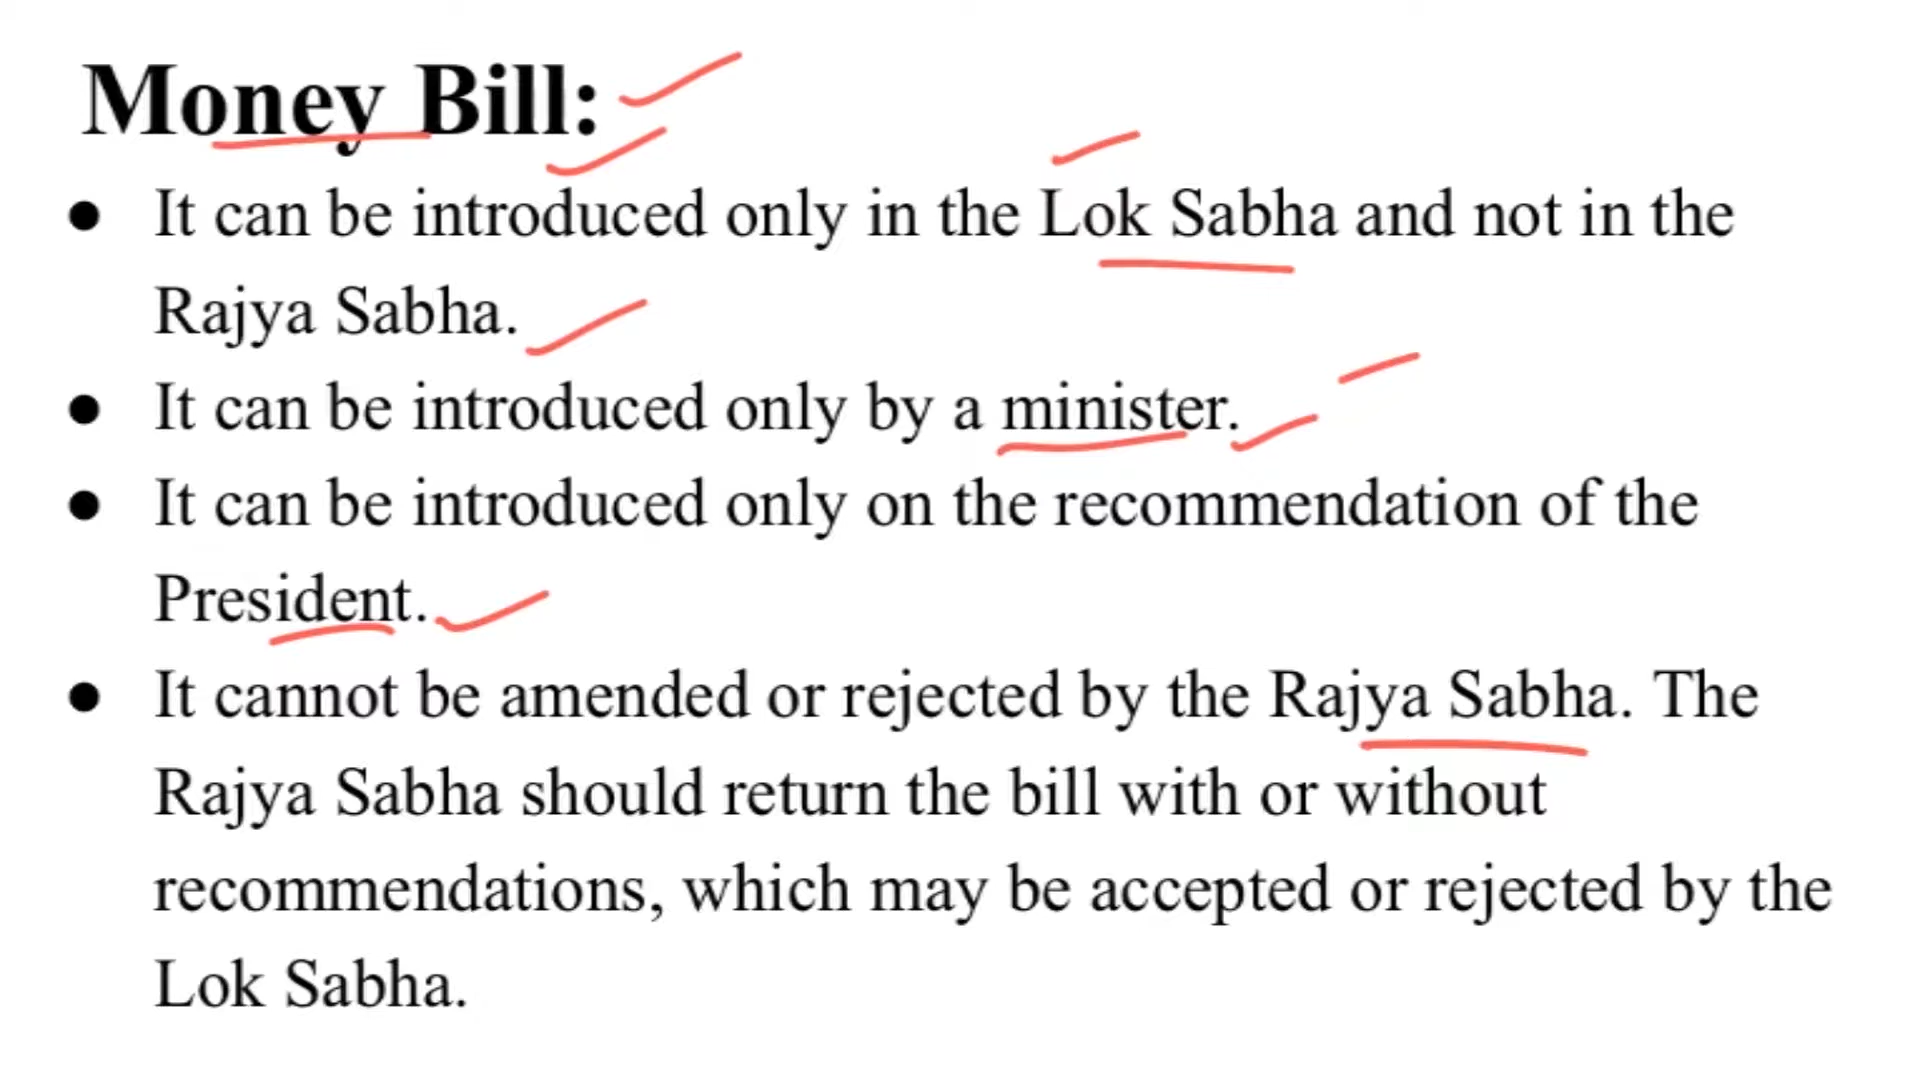 Money Bill:
● It can be introduced only in the Lok Sabha and not in the
Rajya Sabha.
● It can be introduced only by a minister.
● It can be introduced only on the recommendation of the
President.
● It cannot be amended or rejected by the Rajya Sabha. The
Rajya Sabha should return the bill with or without
recommendations, which may be accepted or rejected by the
Lok Sabha.